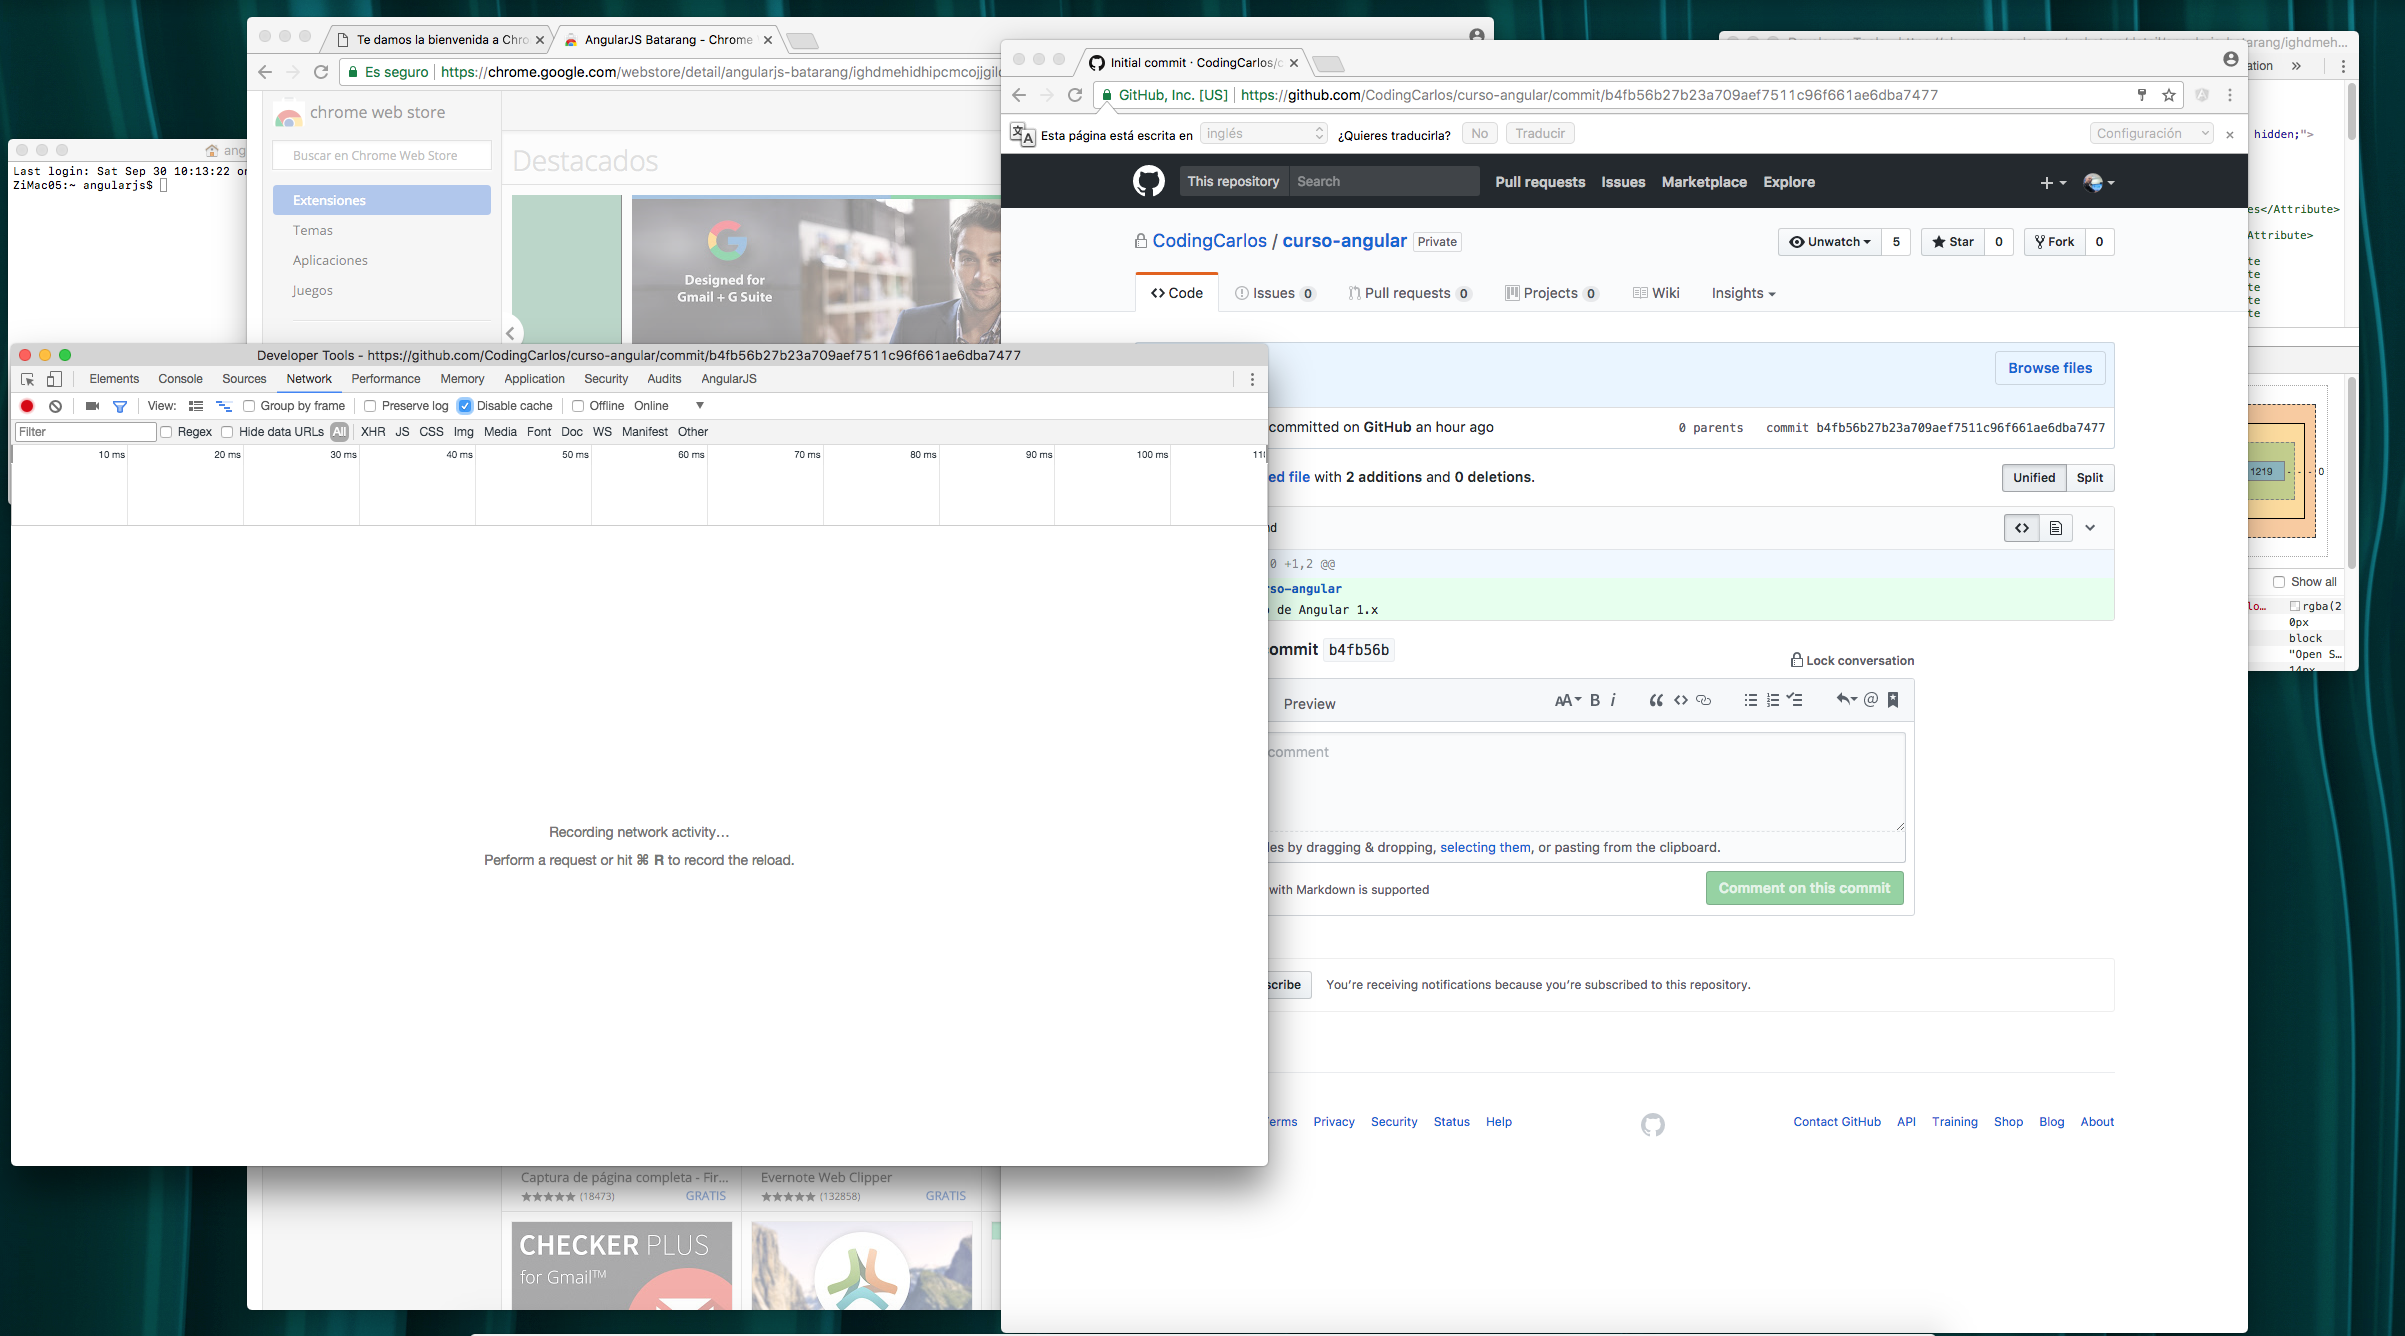 Te damos la bienvenida a Chro
AngularJS Batarang - Chrome
Es seguro
https://chrome.google.com/webstore/detail/angularjs-batarang/ighdmehidhipcmcojjgilo
chrome web store
Buscar en Chrome Web Store
Extensiones
Temas
Aplicaciones
Juegos
Destacados
Designed for
Gmail + G Suite
ang
Last login: Sat Sep 30 10:13:22 on
ZiMac05:~ angularjs$
Initial commit · CodingCarlos/c
GitHub, Inc. [US]
https://github.com/CodingCarlos/curso-angular/commit/b4fb56b27b23a709aef7511c96f661ae6dba7477
Esta página está escrita en inglés ¿Quieres traducirla? No Traducir Configuración
This repository Search Pull requests Issues Marketplace Explore
CodingCarlos / curso-angular Private
Unwatch 5 Star 0 Fork 0
Code Issues 0 Pull requests 0 Projects 0 Wiki Insights
Browse files
committed on GitHub an hour ago
0 parents commit b4fb56b27b23a709aef7511c96f661ae6dba7477
ed file with 2 additions and 0 deletions.
Unified Split
0 +1,2 @@
so-angular
de Angular 1.x
ommit b4fb56b
Lock conversation
Preview
AA B i
comment
les by dragging & dropping, selecting them, or pasting from the clipboard.
with Markdown is supported
Comment on this commit
scribe You’re receiving notifications because you’re subscribed to this repository.
erms Privacy Security Status Help
Contact GitHub API Training Shop Blog About
Developer Tools - https://github.com/CodingCarlos/curso-angular/commit/b4fb56b27b23a709aef7511c96f661ae6dba7477
Elements Console Sources Network Performance Memory Application Security Audits AngularJS
View: Group by frame Preserve log Disable cache Offline Online
Filter Regex Hide data URLs All XHR JS CSS Img Media Font Doc WS Manifest Other
10 ms 20 ms 30 ms 40 ms 50 ms 60 ms 70 ms 80 ms 90 ms 100 ms 110
Recording network activity…
Perform a request or hit ⌘ R to record the reload.
Captura de página completa - Fir...
(18473) GRATIS
Evernote Web Clipper
(132858) GRATIS
CHECKER PLUS
for Gmail™
batarang/ighdmeh...
ation »
hidden;">
es</Attribute>
Attribute>
te
te
te
te
te
1219
0
Show all
lo… rgba(2
0px
block
"Open S…
14px